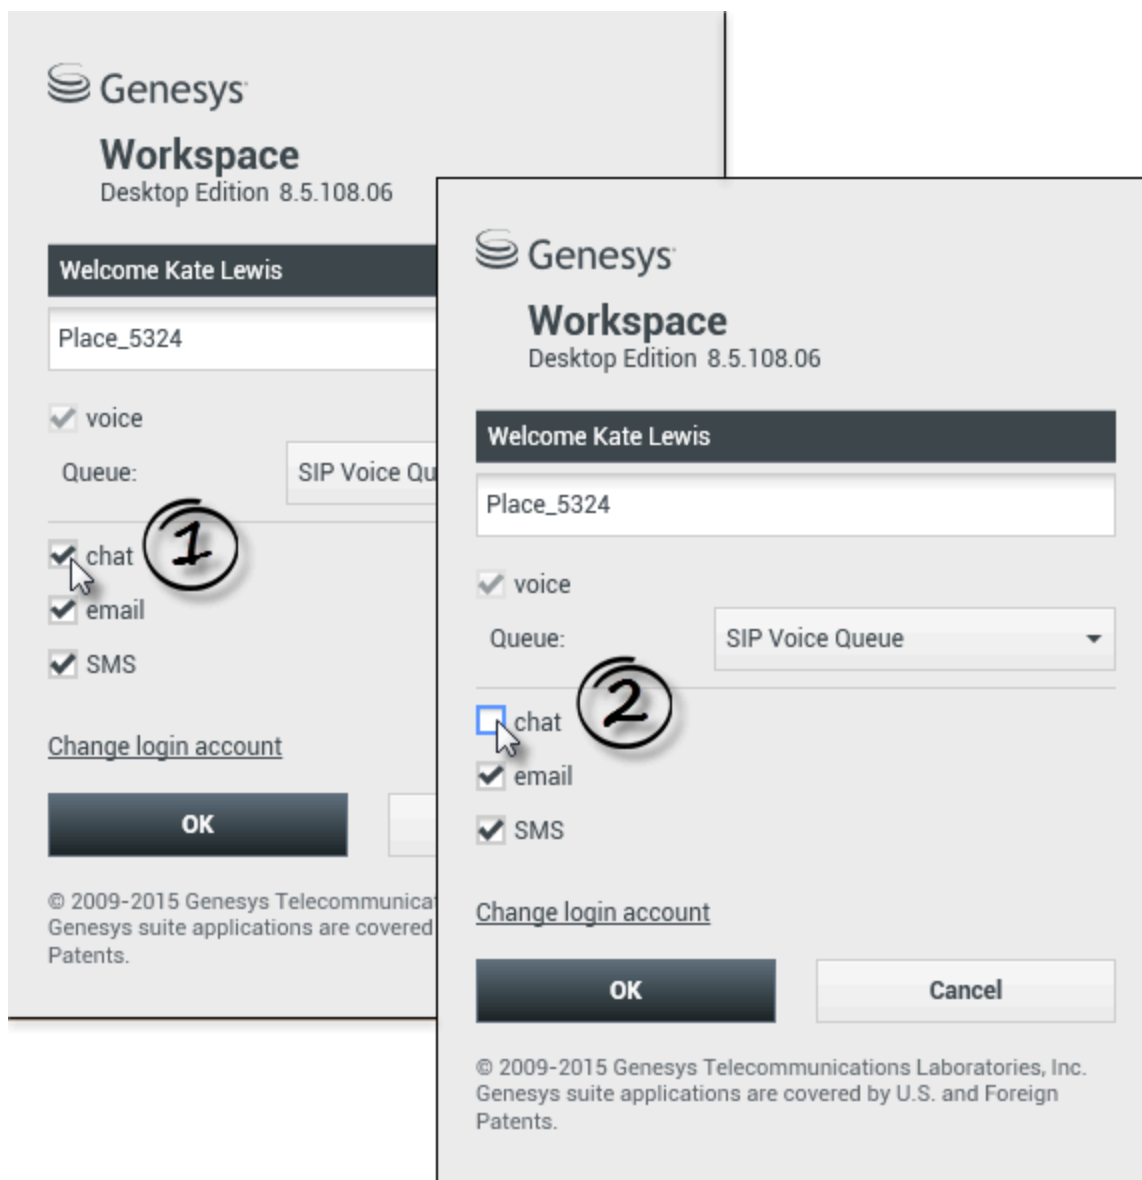 Genesys
Workspace
Desktop Edition 8.5.108.06
Welcome Kate Lewis
Place_5324
voice
Queue:
SIP Voice Qu
1
chat
email
SMS
Change login account
OK
© 2009-2015 Genesys Telecommunica
Genesys suite applications are covered
Patents.
Genesys
Workspace
Desktop Edition 8.5.108.06
Welcome Kate Lewis
Place_5324
voice
Queue:
SIP Voice Queue
2
chat
email
SMS
Change login account
OK
Cancel
© 2009-2015 Genesys Telecommunications Laboratories, Inc.
Genesys suite applications are covered by U.S. and Foreign
Patents.